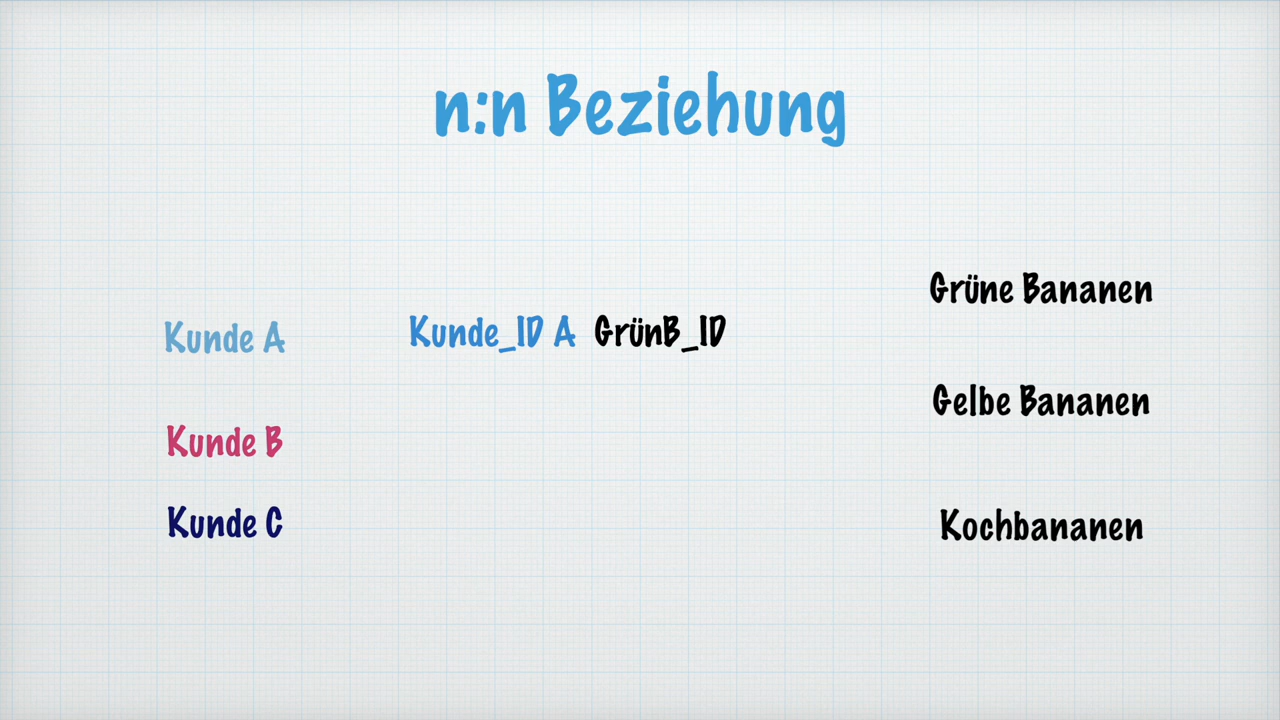 n:n Beziehung
Grüne Bananen
Kunde A
Kunde_ID A GrünB_ID
Gelbe Bananen
Kunde B
Kunde C
Kochbananen